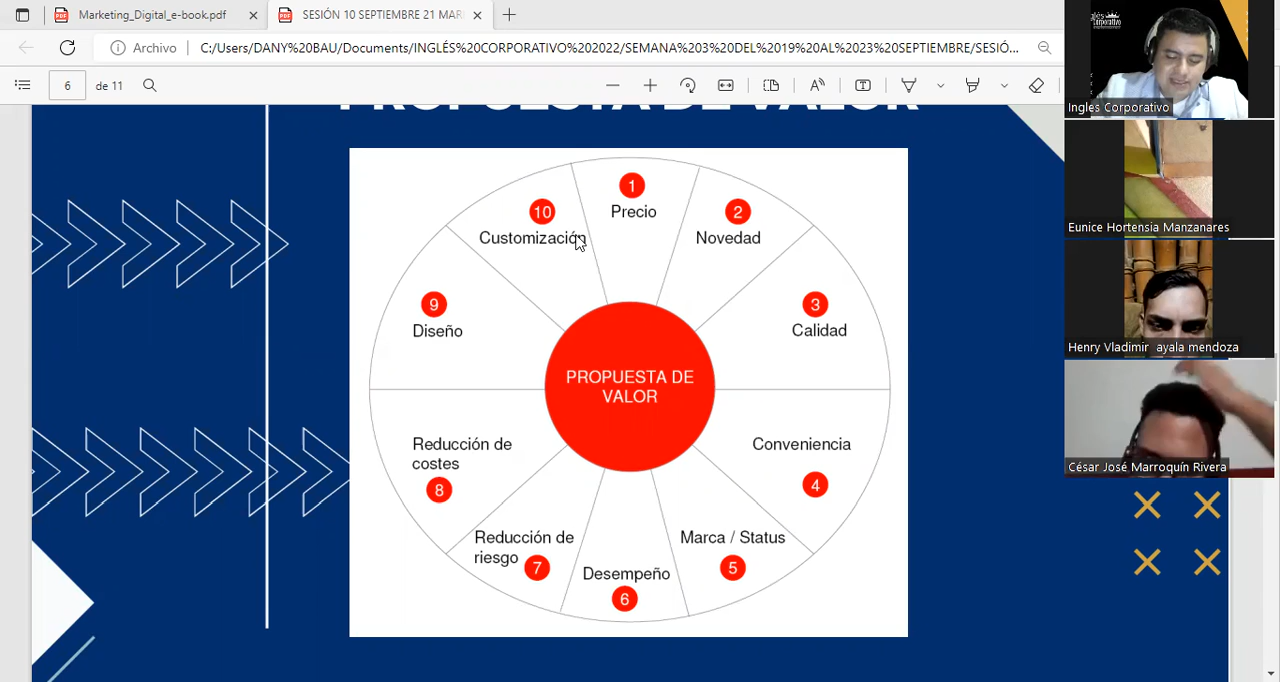 Marketing_Digital_e-book.pdf
SESIÓN 10 SEPTIEMBRE 21 MAR
Archivo
C:/Users/DANY%20BAU/Documents/INGLÉS%20CORPORATIVO%202022/SEMANA%203%20DEL%2019%20AL%2023%20SEPTIEMBRE/SESIÓ...
6
de 11
PROPUESTA DE VALOR
1
Precio
2
Novedad
3
Calidad
Conveniencia
4
Marca / Status
5
Desempeño
6
Reducción de
riesgo
7
Reducción de
costes
8
9
Diseño
10
Customización
PROPUESTA DE
VALOR
Ingles Corporativo
Eunice Hortensia Manzanares
Henry Vladimir ayala mendoza
César José Marroquín Rivera